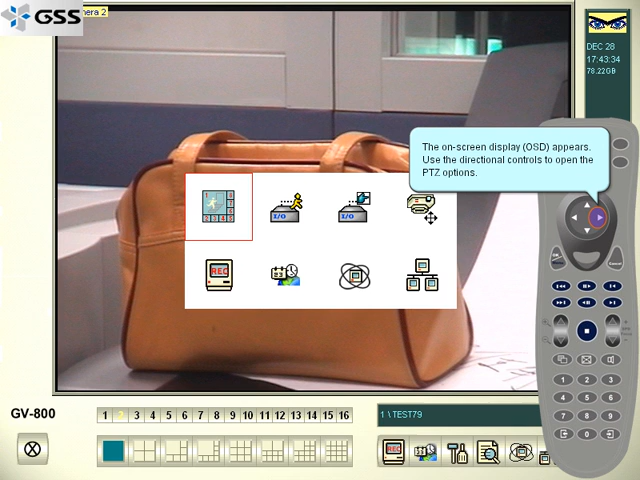 GSS
mera 2
DEC 28
17:43:34
78.22GB
The on-screen display (OSD) appears.
Use the directional controls to open the
PTZ options.
I/O
I/O
REC
GV-800
1 2 3 4 5 6 7 8 9 10 11 12 13 14 15 16
1 \ TEST79
REC
1 2 3
4 5 6
7 8 9
0